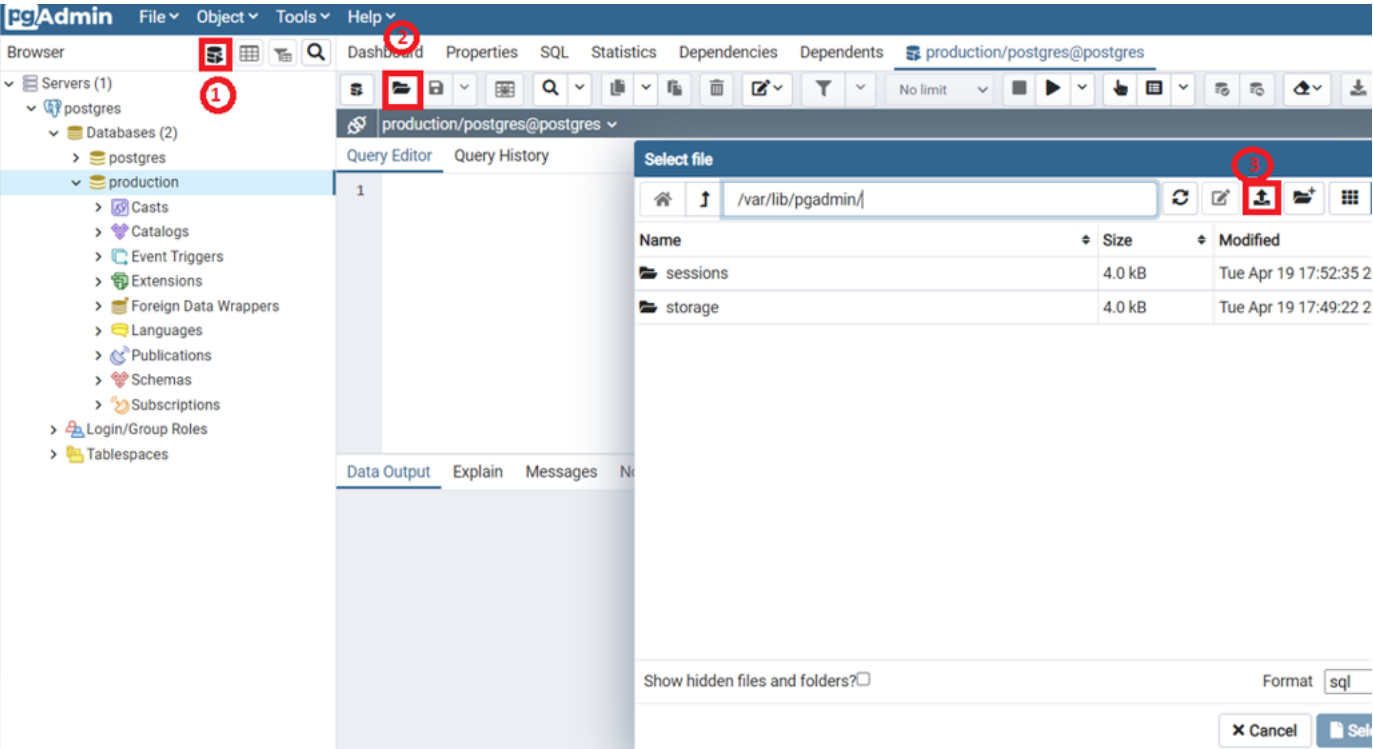 pgAdmin File Object Tools Help
Browser
1
2
Dashboard Properties SQL Statistics Dependencies Dependents production/postgres@postgres
No limit
Servers (1)
postgres
Databases (2)
postgres
production
Casts
Catalogs
Event Triggers
Extensions
Foreign Data Wrappers
Languages
Publications
Schemas
Subscriptions
Login/Group Roles
Tablespaces
production/postgres@postgres
Query Editor Query History
1
Data Output Explain Messages
Select file
3
/var/lib/pgadmin/
Name Size Modified
sessions 4.0 kB Tue Apr 19 17:52:35 2
storage 4.0 kB Tue Apr 19 17:49:22 2
Show hidden files and folders? Format sql
Cancel